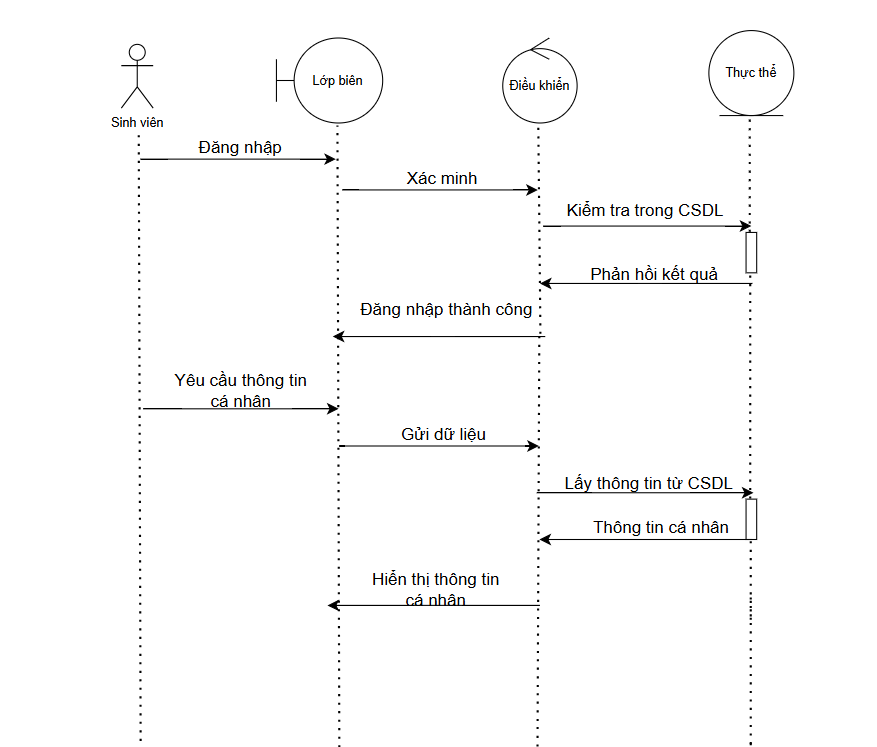 Lớp biên
Điều khiển
Thực thể
Sinh viên
Đăng nhập
Xác minh
Kiểm tra trong CSDL
Phản hồi kết quả
Đăng nhập thành công
Yêu cầu thông tin
cá nhân
Gửi dữ liệu
Lấy thông tin từ CSDL
Thông tin cá nhân
Hiển thị thông tin
cá nhân